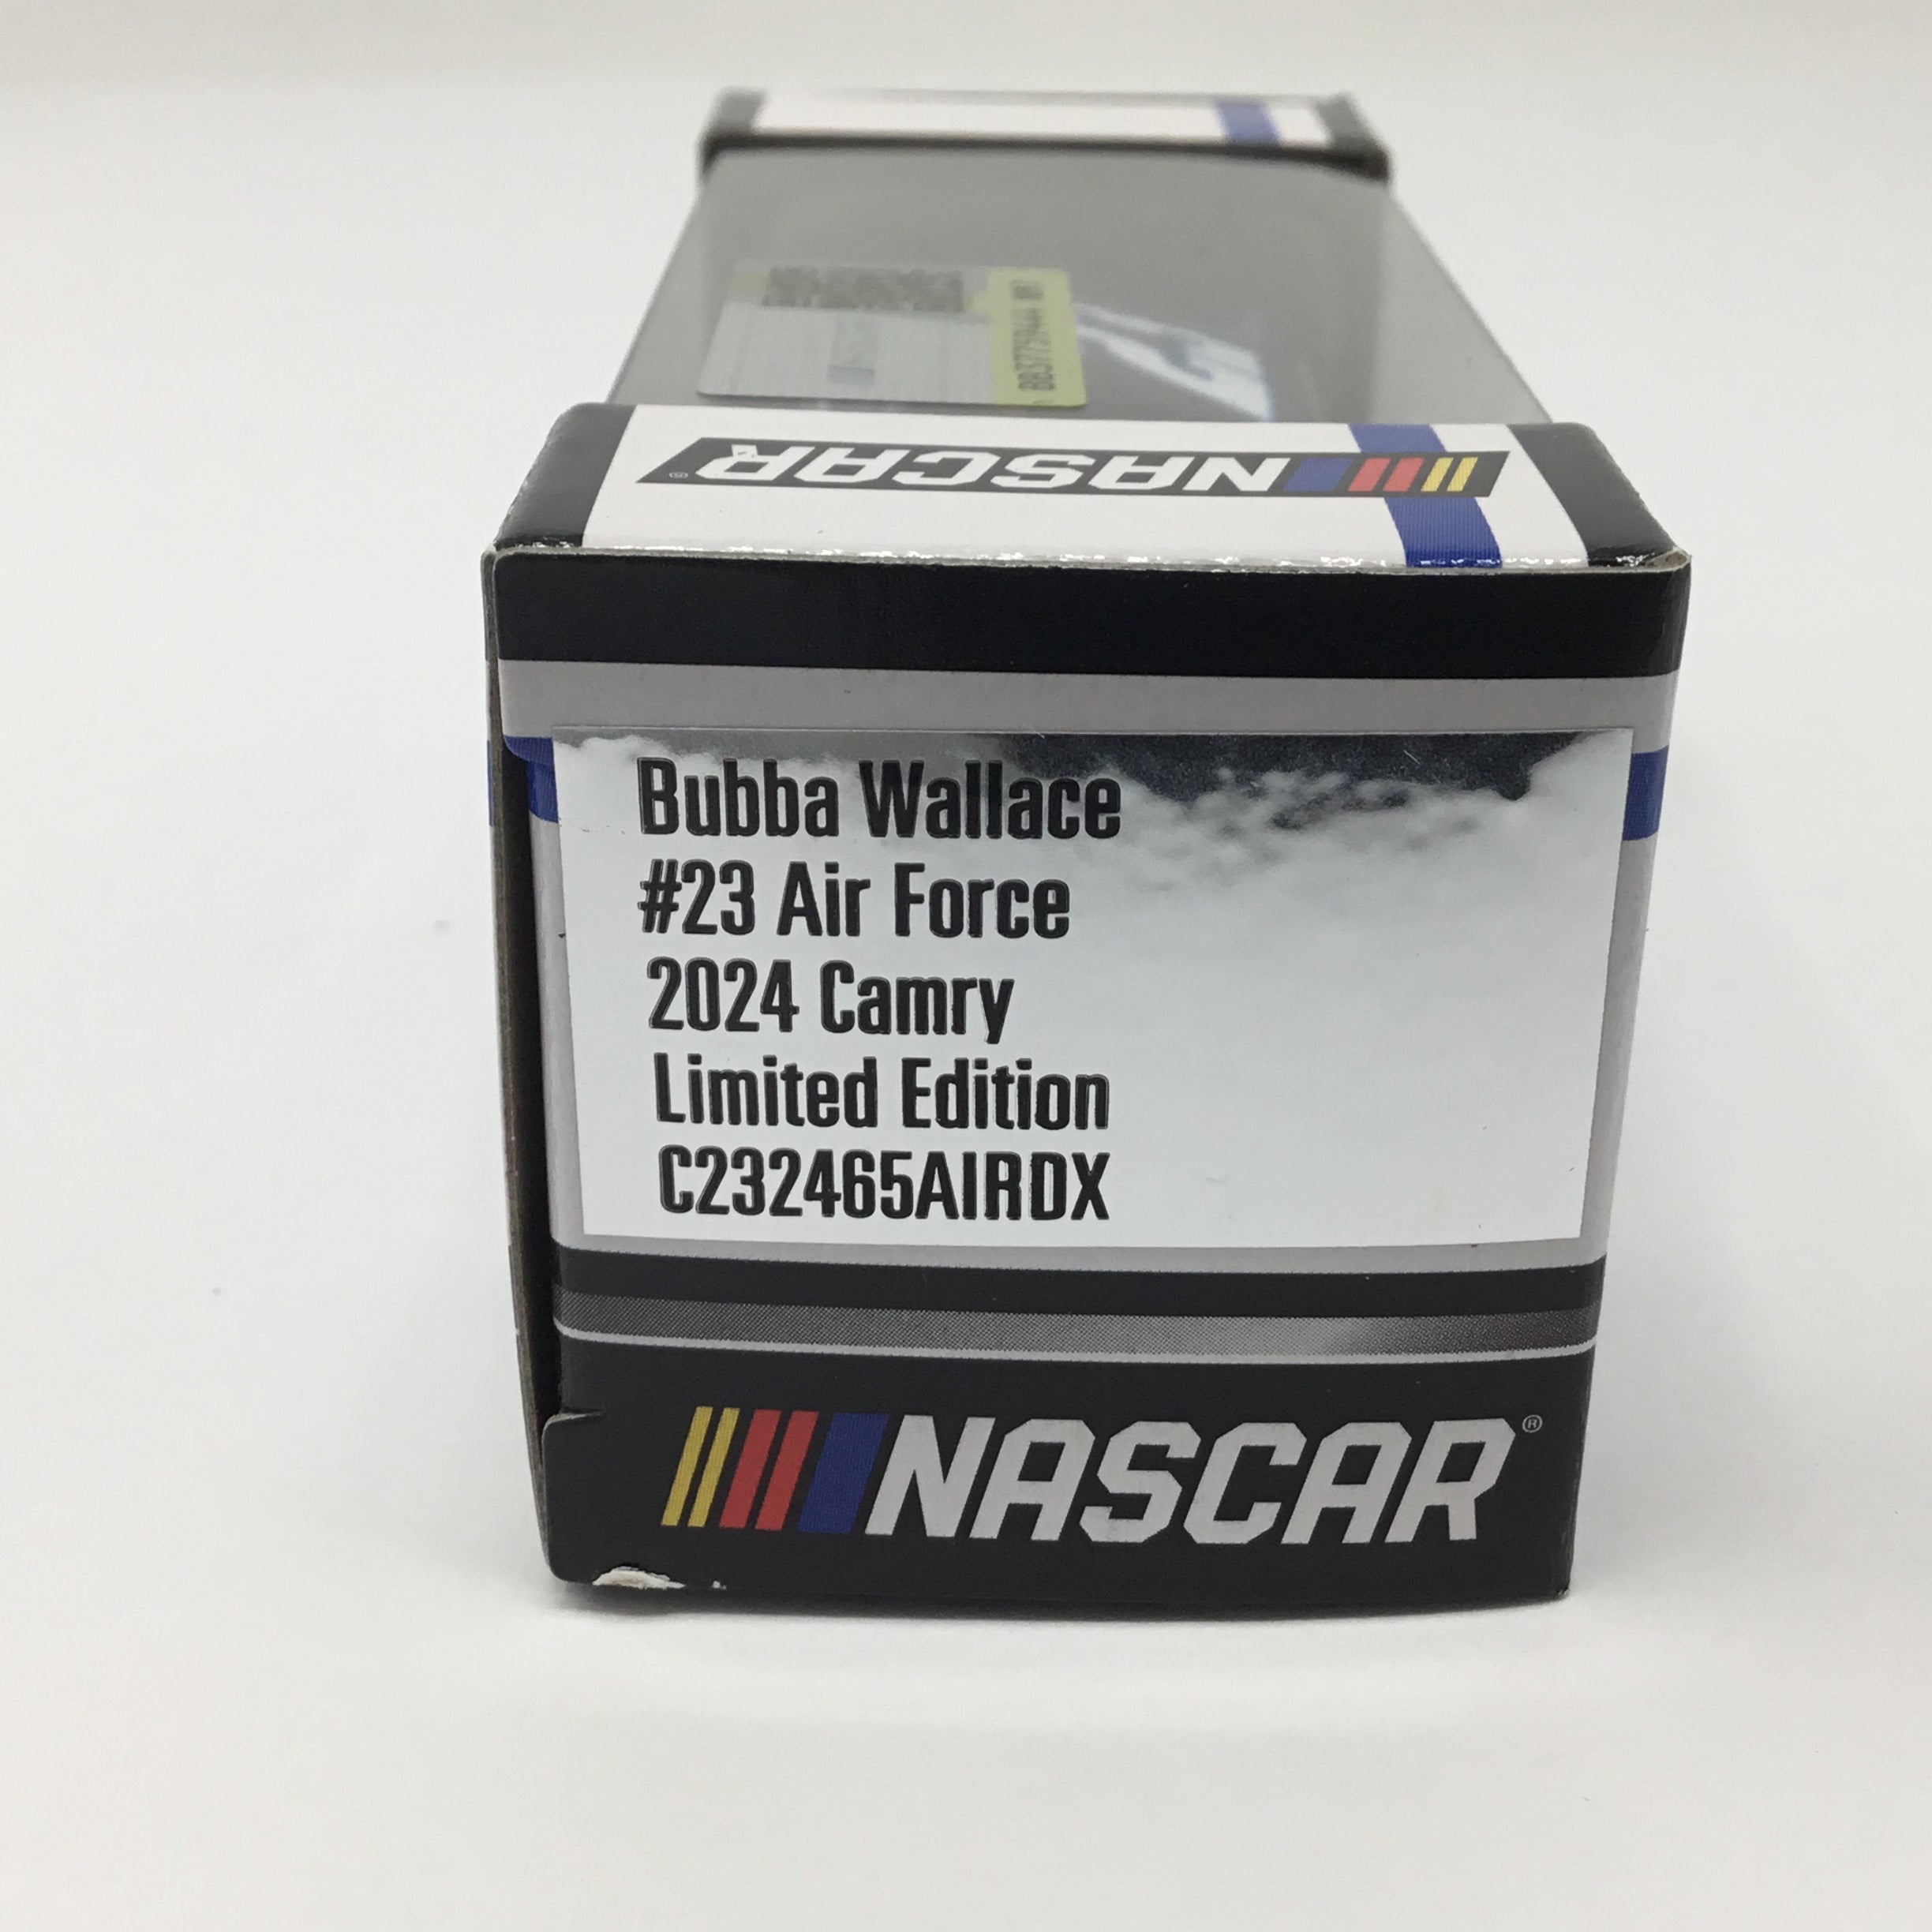 NASCAR
Bubba Wallace
#23 Air Force
2024 Camry
Limited Edition
C232465AIRDX
NASCAR®